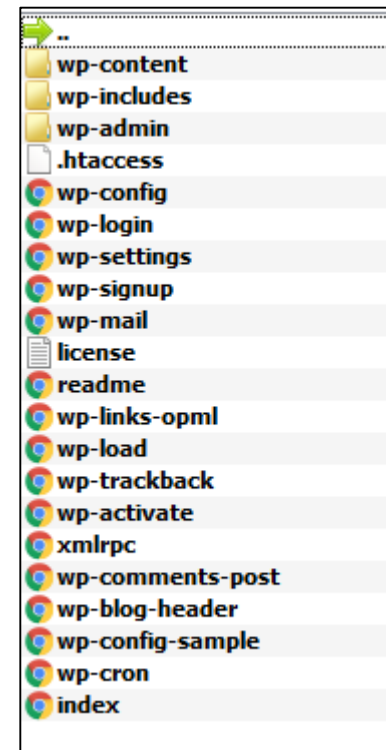 ..
wp-content
wp-includes
wp-admin
.htaccess
wp-config
wp-login
wp-settings
wp-signup
wp-mail
license
readme
wp-links-opml
wp-load
wp-trackback
wp-activate
xmlrpc
wp-comments-post
wp-blog-header
wp-config-sample
wp-cron
index